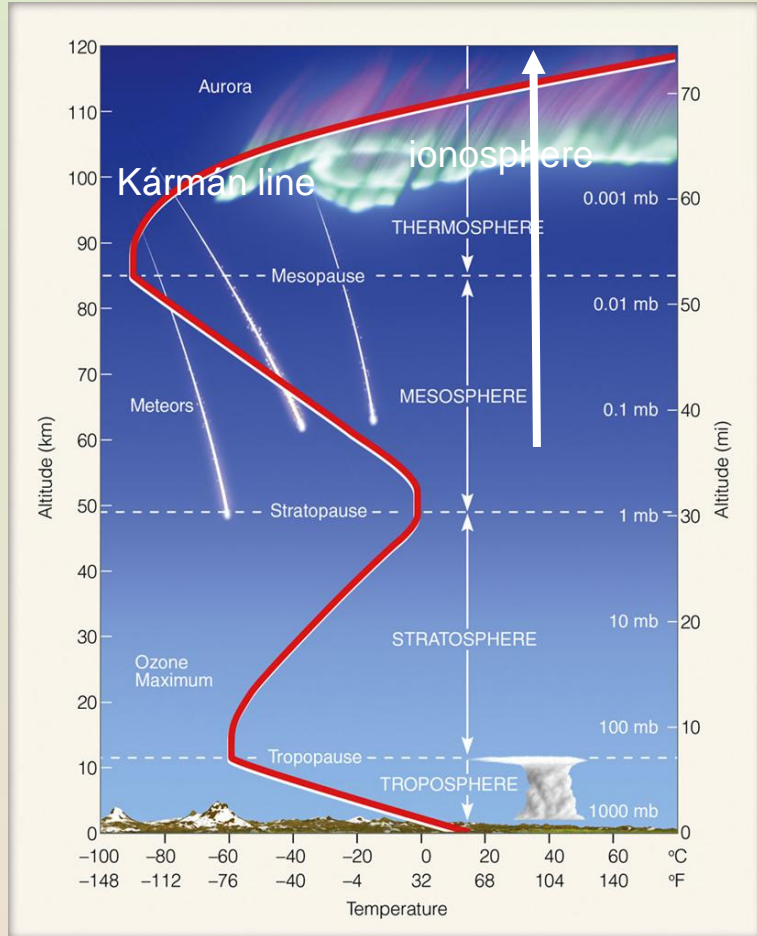 120
110
100
90
80
70
60
50
40
30
20
10
0
Altitude (km)
Aurora
Kármán line
ionosphere
THERMOSPHERE
Mesopause
MESOSPHERE
Meteors
Stratopause
STRATOSPHERE
Ozone
Maximum
Tropopause
TROPOSPHERE
0.001 mb
0.01 mb
0.1 mb
1 mb
10 mb
100 mb
1000 mb
70
60
50
40
30
20
10
0
Altitude (mi)
–100 –80 –60 –40 –20 0 20 40 60 ºC
–148 –112 –76 –40 –4 32 68 104 140 ºF
Temperature